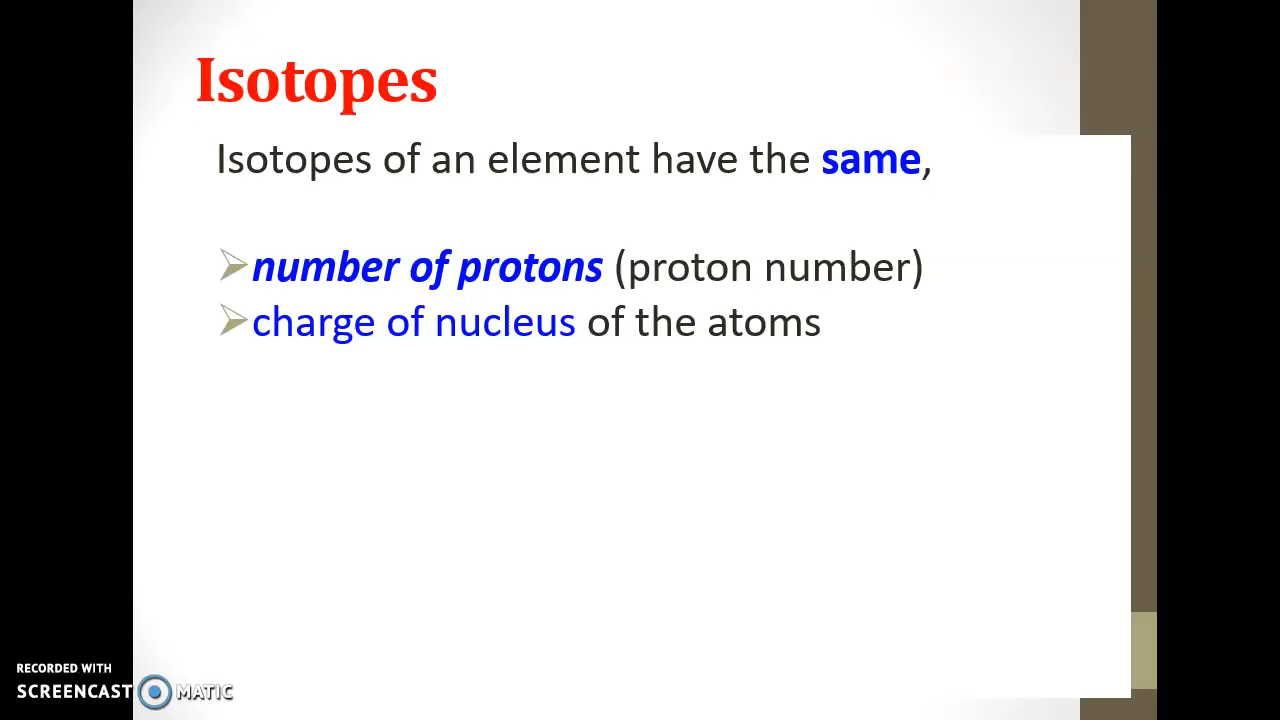 Isotopes
Isotopes of an element have the same,
number of protons (proton number)
charge of nucleus of the atoms
RECORDED WITH
SCREENCAST MATIC